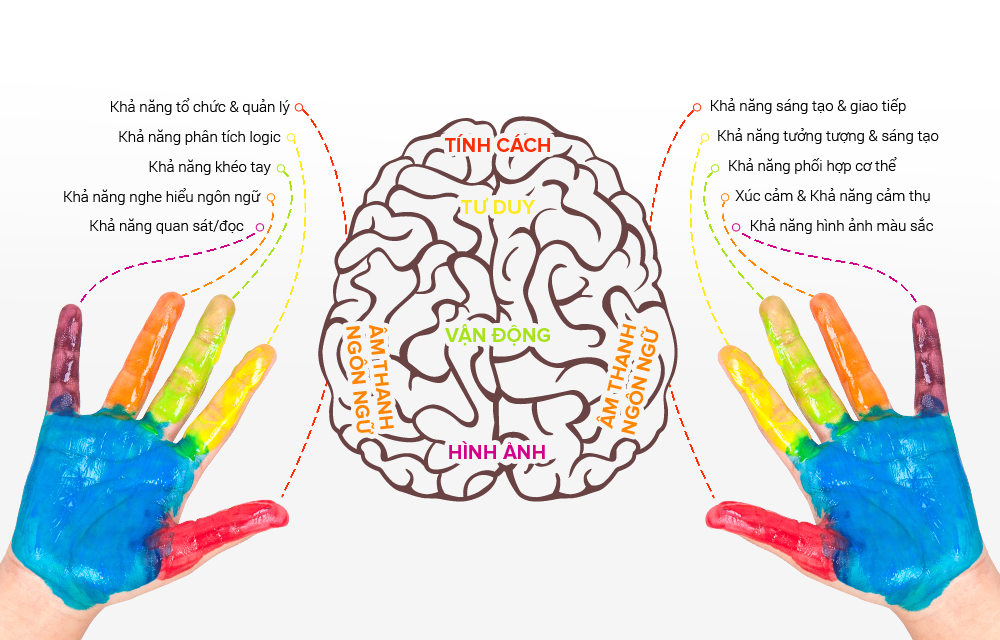 Khả năng tổ chức & quản lý
Khả năng phân tích logic
Khả năng khéo tay
Khả năng nghe hiểu ngôn ngữ
Khả năng quan sát/đọc
TÍNH CÁCH
TƯ DUY
VẬN ĐỘNG
ÂM THANH
NGÔN NGỮ
ÂM THANH
NGÔN NGỮ
HÌNH ẢNH
Khả năng sáng tạo & giao tiếp
Khả năng tưởng tượng & sáng tạo
Khả năng phối hợp cơ thể
Xúc cảm & Khả năng cảm thụ
Khả năng hình ảnh màu sắc